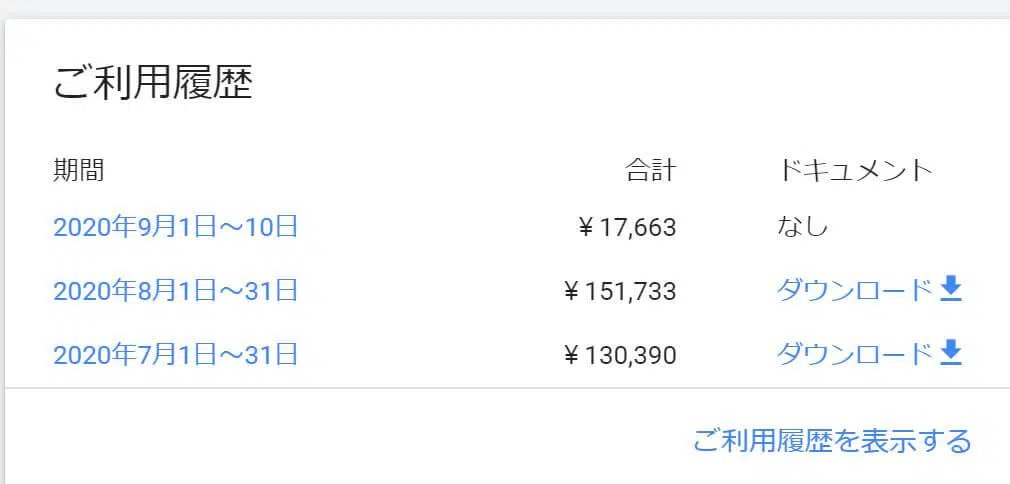 ご利用履歴
期間 合計 ドキュメント
2020年9月1日～10日 ¥ 17,663 なし
2020年8月1日～31日 ¥ 151,733 ダウンロード
2020年7月1日～31日 ¥ 130,390 ダウンロード
ご利用履歴を表示する